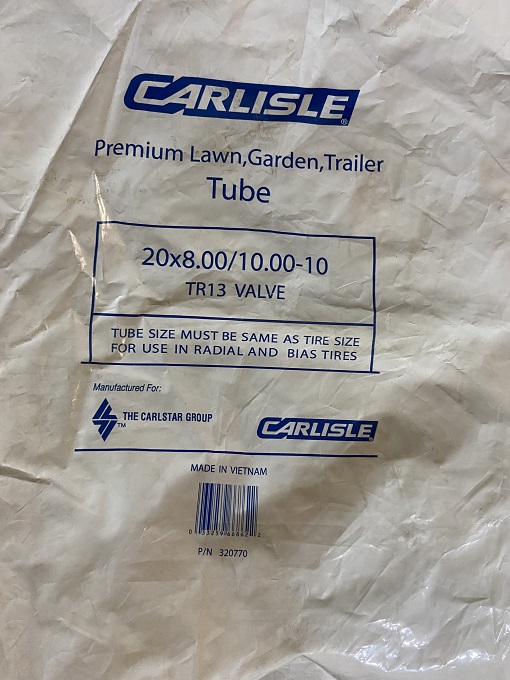 CARLISLE®
Premium Lawn,Garden,Trailer
Tube
20x8.00/10.00-10
TR13 VALVE
TUBE SIZE MUST BE SAME AS TIRE SIZE
FOR USE IN RADIAL AND BIAS TIRES
Manufactured For:
THE CARLSTAR GROUP
TM
CARLISLE
MADE IN VIETNAM
P/N 320770